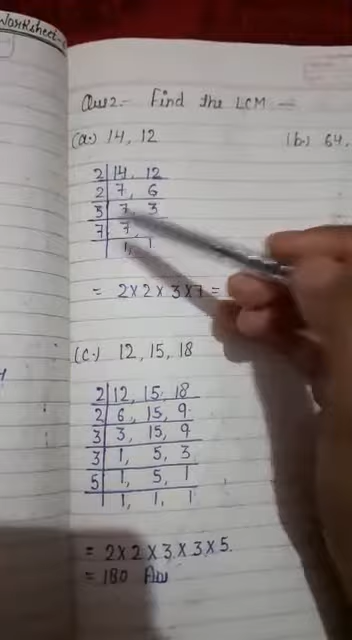 Worksheet-
Ques2.- Find the LCM -
(a.) 14, 12
(b.) 64,
2 | 14, 12
2 | 7, 6
3 | 7, 3
7 | 7,
1, 1
= 2×2×3×7 =
(c.) 12, 15, 18
2 | 12, 15, 18
2 | 6, 15, 9
3 | 3, 15, 9
3 | 1, 5, 3
5 | 1, 5, 1
1, 1, 1
= 2×2×3×3×5.
= 180 Ans